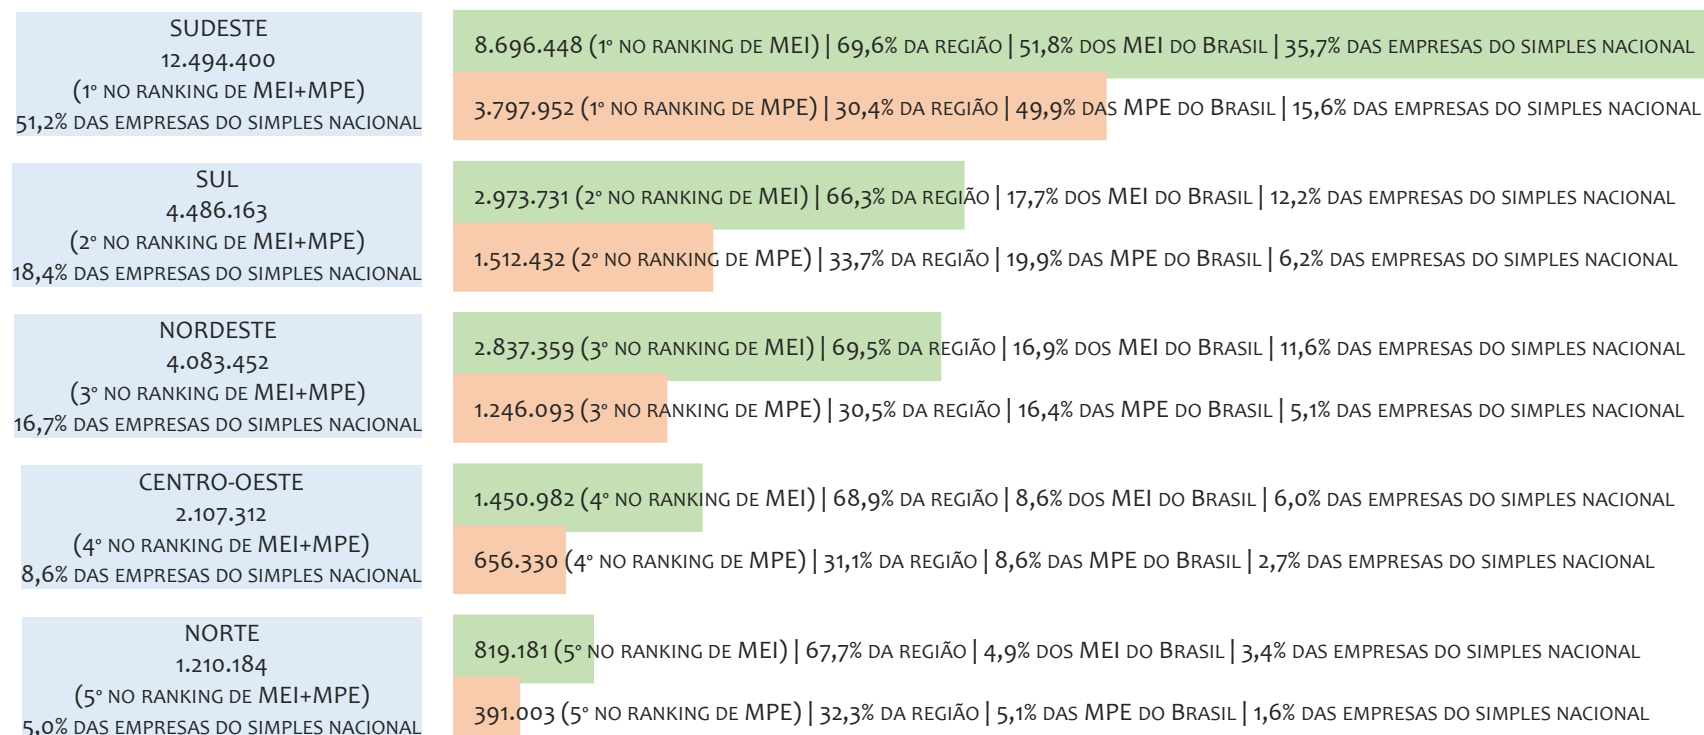 SUDESTE
12.494.400
(1º NO RANKING DE MEI+MPE)
51,2% DAS EMPRESAS DO SIMPLES NACIONAL
8.696.448 (1º NO RANKING DE MEI) | 69,6% DA REGIÃO | 51,8% DOS MEI DO BRASIL | 35,7% DAS EMPRESAS DO SIMPLES NACIONAL
3.797.952 (1º NO RANKING DE MPE) | 30,4% DA REGIÃO | 49,9% DAS MPE DO BRASIL | 15,6% DAS EMPRESAS DO SIMPLES NACIONAL
SUL
4.486.163
(2º NO RANKING DE MEI+MPE)
18,4% DAS EMPRESAS DO SIMPLES NACIONAL
2.973.731 (2º NO RANKING DE MEI) | 66,3% DA REGIÃO | 17,7% DOS MEI DO BRASIL | 12,2% DAS EMPRESAS DO SIMPLES NACIONAL
1.512.432 (2º NO RANKING DE MPE) | 33,7% DA REGIÃO | 19,9% DAS MPE DO BRASIL | 6,2% DAS EMPRESAS DO SIMPLES NACIONAL
NORDESTE
4.083.452
(3º NO RANKING DE MEI+MPE)
16,7% DAS EMPRESAS DO SIMPLES NACIONAL
2.837.359 (3º NO RANKING DE MEI) | 69,5% DA REGIÃO | 16,9% DOS MEI DO BRASIL | 11,6% DAS EMPRESAS DO SIMPLES NACIONAL
1.246.093 (3º NO RANKING DE MPE) | 30,5% DA REGIÃO | 16,4% DAS MPE DO BRASIL | 5,1% DAS EMPRESAS DO SIMPLES NACIONAL
CENTRO-OESTE
2.107.312
(4º NO RANKING DE MEI+MPE)
8,6% DAS EMPRESAS DO SIMPLES NACIONAL
1.450.982 (4º NO RANKING DE MEI) | 68,9% DA REGIÃO | 8,6% DOS MEI DO BRASIL | 6,0% DAS EMPRESAS DO SIMPLES NACIONAL
656.330 (4º NO RANKING DE MPE) | 31,1% DA REGIÃO | 8,6% DAS MPE DO BRASIL | 2,7% DAS EMPRESAS DO SIMPLES NACIONAL
NORTE
1.210.184
(5º NO RANKING DE MEI+MPE)
5,0% DAS EMPRESAS DO SIMPLES NACIONAL
819.181 (5º NO RANKING DE MEI) | 67,7% DA REGIÃO | 4,9% DOS MEI DO BRASIL | 3,4% DAS EMPRESAS DO SIMPLES NACIONAL
391.003 (5º NO RANKING DE MPE) | 32,3% DA REGIÃO | 5,1% DAS MPE DO BRASIL | 1,6% DAS EMPRESAS DO SIMPLES NACIONAL